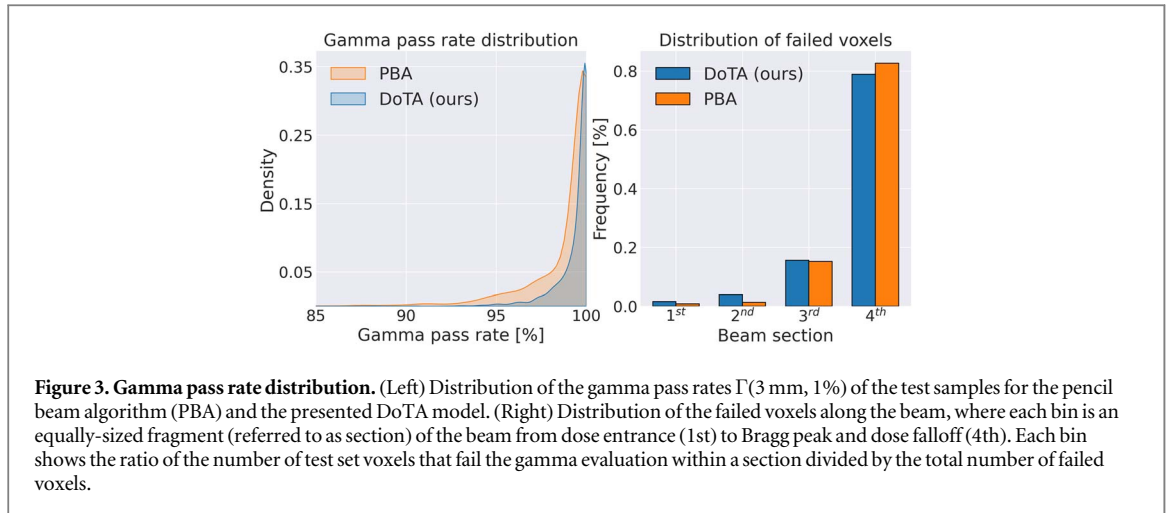 Gamma pass rate distribution
PBA
DoTA (ours)
Density
0.35
0.25
0.15
0.05
85
90
95
100
Gamma pass rate [%]
Distribution of failed voxels
DoTA (ours)
PBA
Frequency [%]
0.8
0.6
0.4
0.2
0.0
1st
2nd
3rd
4th
Beam section
Figure 3. Gamma pass rate distribution. (Left) Distribution of the gamma pass rates Γ(3 mm, 1%) of the test samples for the pencil
beam algorithm (PBA) and the presented DoTA model. (Right) Distribution of the failed voxels along the beam, where each bin is an
equally-sized fragment (referred to as section) of the beam from dose entrance (1st) to Bragg peak and dose falloff (4th). Each bin
shows the ratio of the number of test set voxels that fail the gamma evaluation within a section divided by the total number of failed
voxels.